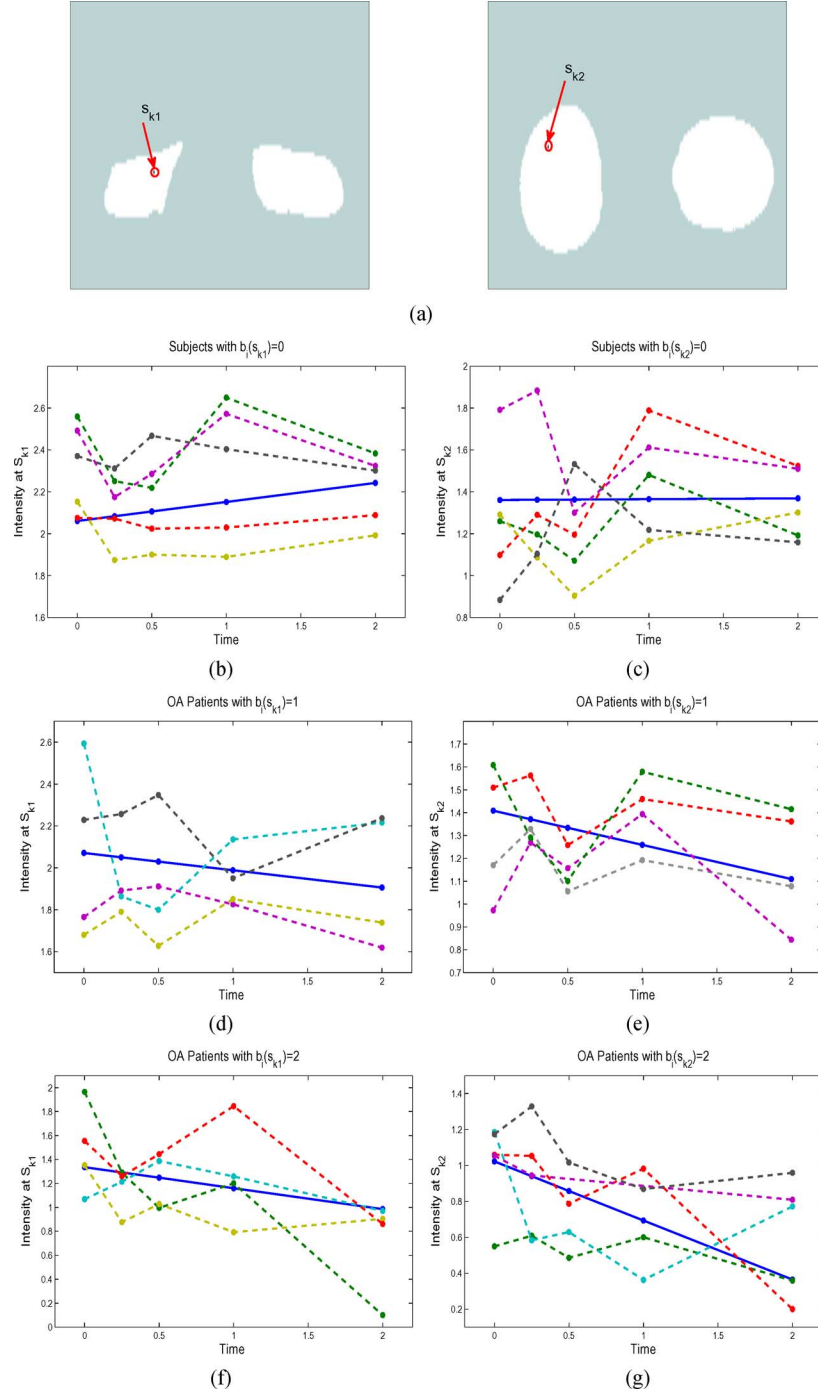 s_k1
s_k2
(a)
Subjects with b_i(s_k1)=0
2.6
2.4
2.2
2
1.8
1.6
Intensity at S_k1
0 0.5 1 1.5 2
Time
(b)
Subjects with b_i(s_k2)=0
2
1.8
1.6
1.4
1.2
1
0.8
Intensity at S_k2
0 0.5 1 1.5 2
Time
(c)
OA Patients with b_i(s_k1)=1
2.6
2.4
2.2
2
1.8
1.6
Intensity at S_k1
0 0.5 1 1.5 2
Time
(d)
OA Patients with b_i(s_k2)=1
1.7
1.6
1.5
1.4
1.3
1.2
1.1
1
0.9
0.8
0.7
Intensity at S_k2
0 0.5 1 1.5 2
Time
(e)
OA Patients with b_i(s_k1)=2
2
1.8
1.6
1.4
1.2
1
0.8
0.6
0.4
0.2
0
Intensity at S_k1
0 0.5 1 1.5 2
Time
(f)
OA Patients with b_i(s_k2)=2
1.4
1.2
1
0.8
0.6
0.4
0.2
Intensity at S_k2
0 0.5 1 1.5 2
Time
(g)